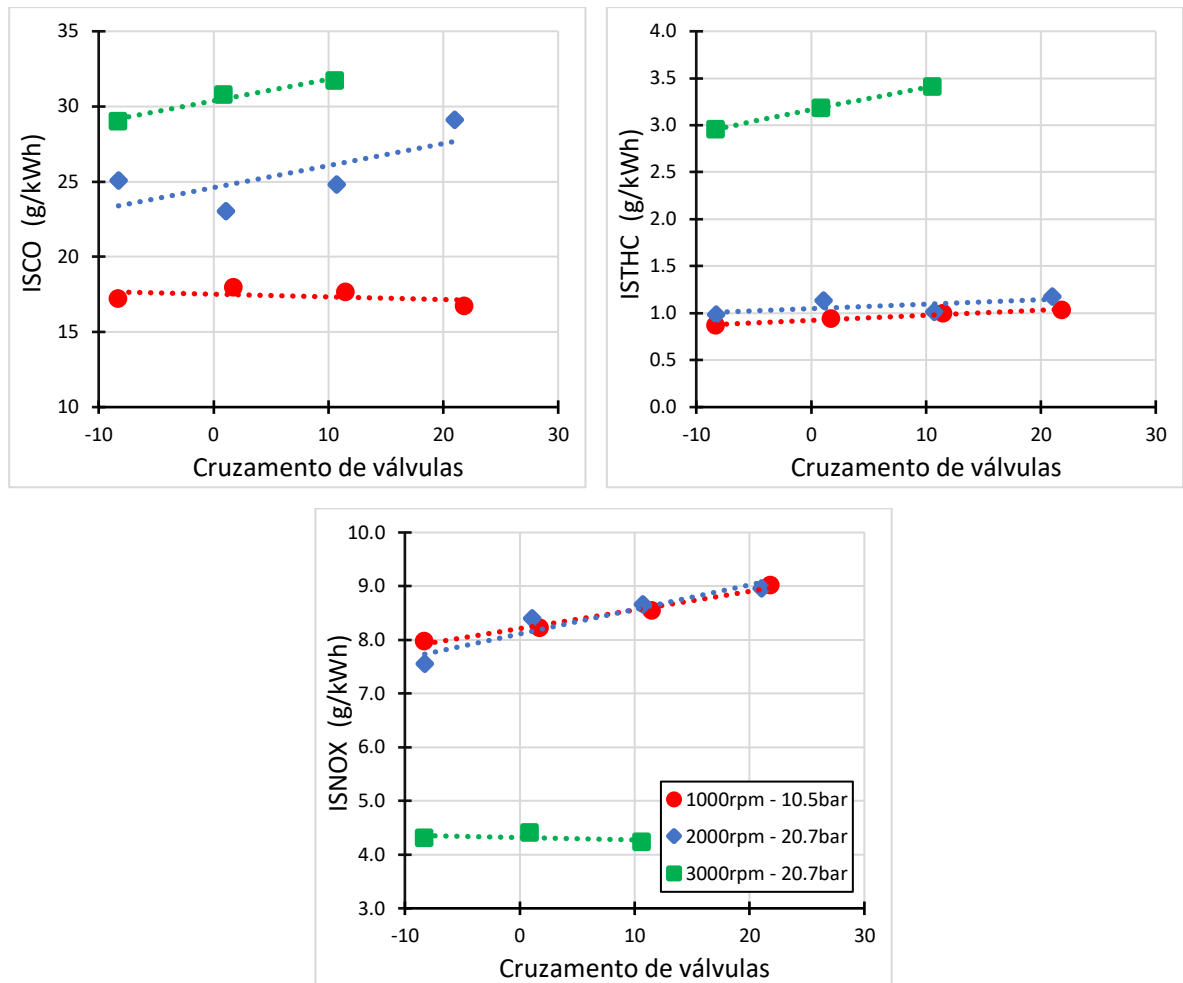 35
30
25
20
15
10
-10 0 10 20 30
ISCO (g/kWh)
Cruzamento de válvulas
4.0
3.5
3.0
2.5
2.0
1.5
1.0
0.5
0.0
-10 0 10 20 30
ISTHC (g/kWh)
Cruzamento de válvulas
10.0
9.0
8.0
7.0
6.0
5.0
4.0
3.0
-10 0 10 20 30
ISNOX (g/kWh)
Cruzamento de válvulas
1000rpm - 10.5bar
2000rpm - 20.7bar
3000rpm - 20.7bar